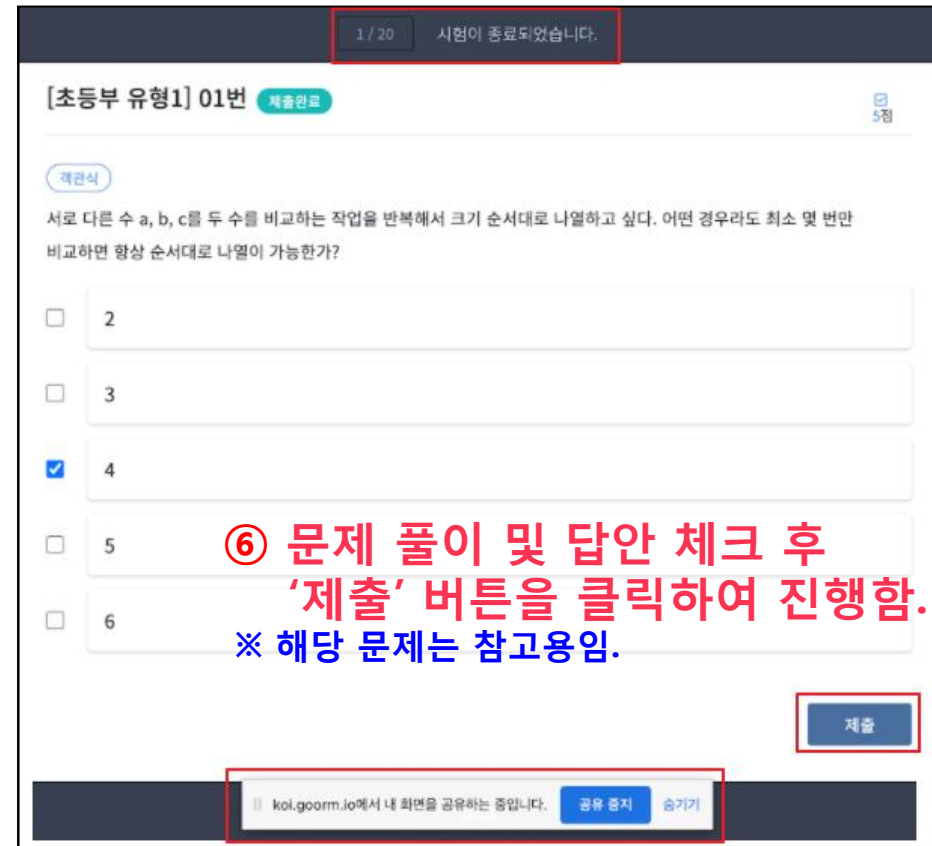 1 / 20 시험이 종료되었습니다.
[초등부 유형1] 01번 제출완료
5점
객관식
서로 다른 수 a, b, c를 두 수를 비교하는 작업을 반복해서 크기 순서대로 나열하고 싶다. 어떤 경우라도 최소 몇 번만
비교하면 항상 순서대로 나열이 가능한가?
2
3
4
5
6
⑥ 문제 풀이 및 답안 체크 후
‘제출’ 버튼을 클릭하여 진행함.
※ 해당 문제는 참고용임.
제출
koi.goorm.io에서 내 화면을 공유하는 중입니다. 공유 중지 숨기기